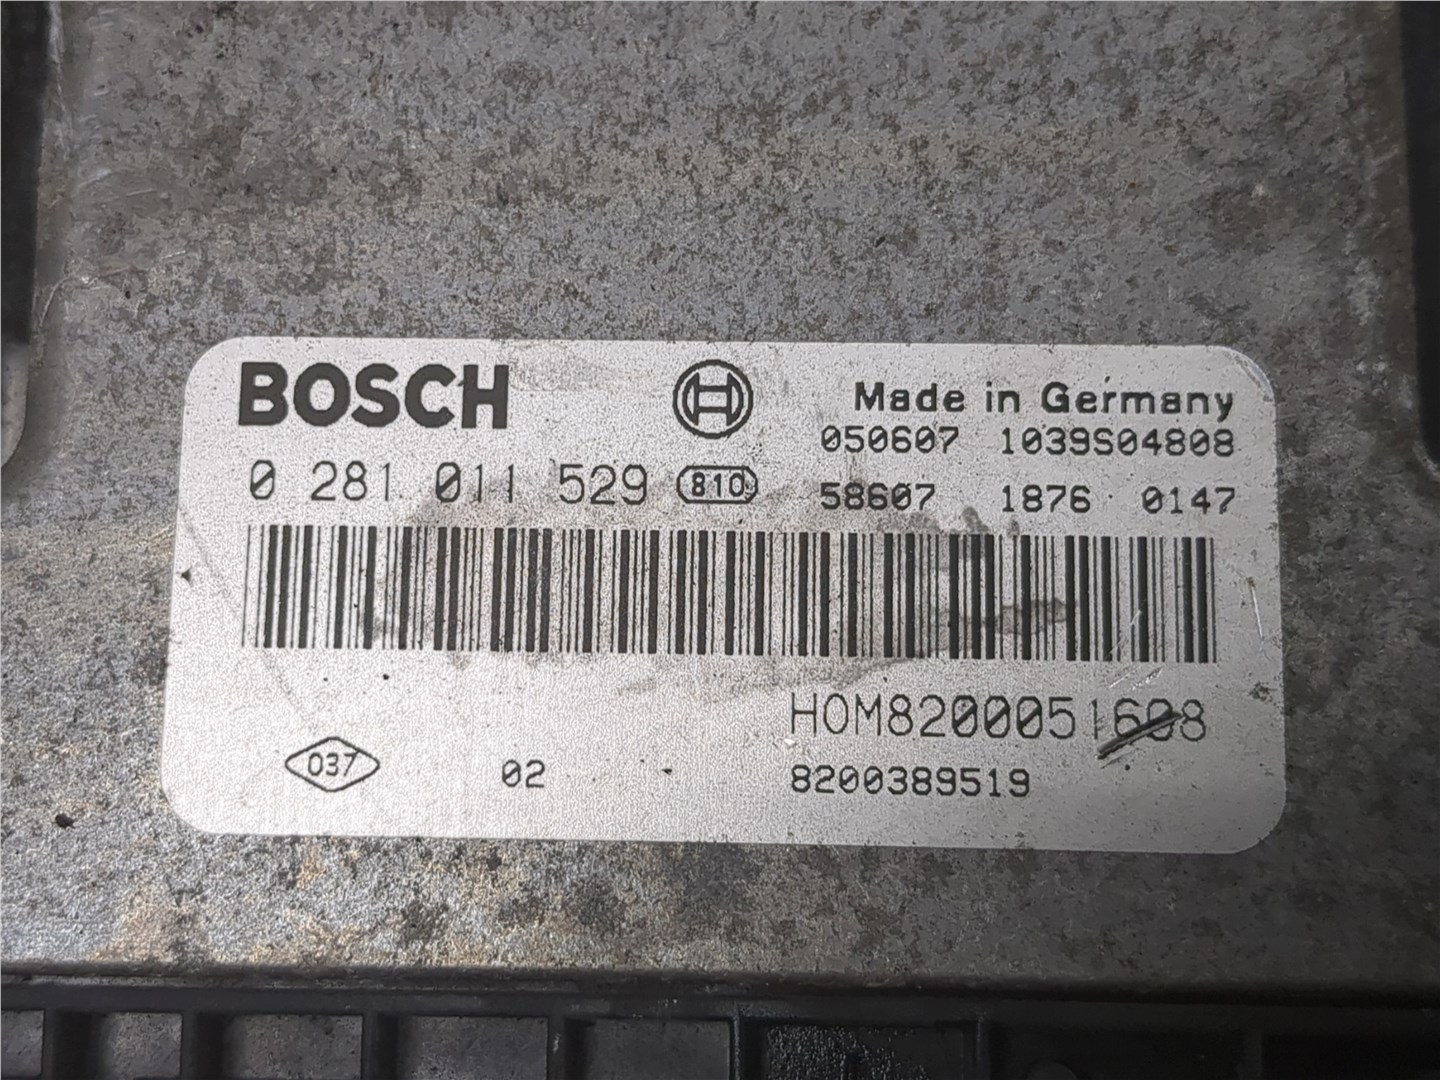 BOSCH
Made in Germany
050607 1039S04808
0 281 011 529 810
58607 1876 0147
HOM8200051608
037 02 8200389519